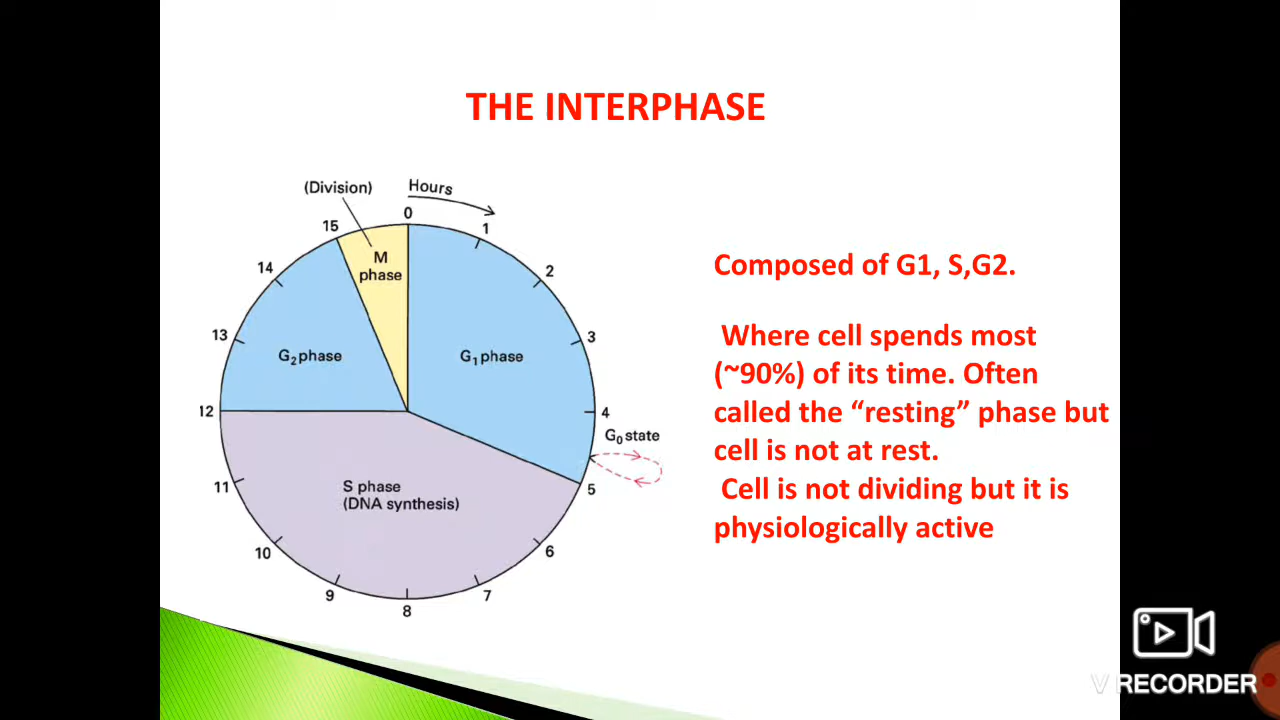 THE INTERPHASE
(Division)
Hours
0
1
2
3
4
5
6
7
8
9
10
11
12
13
14
15
M
phase
G₂ phase
G₁ phase
G₀ state
S phase
(DNA synthesis)
Composed of G1, S,G2.
Where cell spends most
(~90%) of its time. Often
called the “resting” phase but
cell is not at rest.
Cell is not dividing but it is
physiologically active
V RECORDER